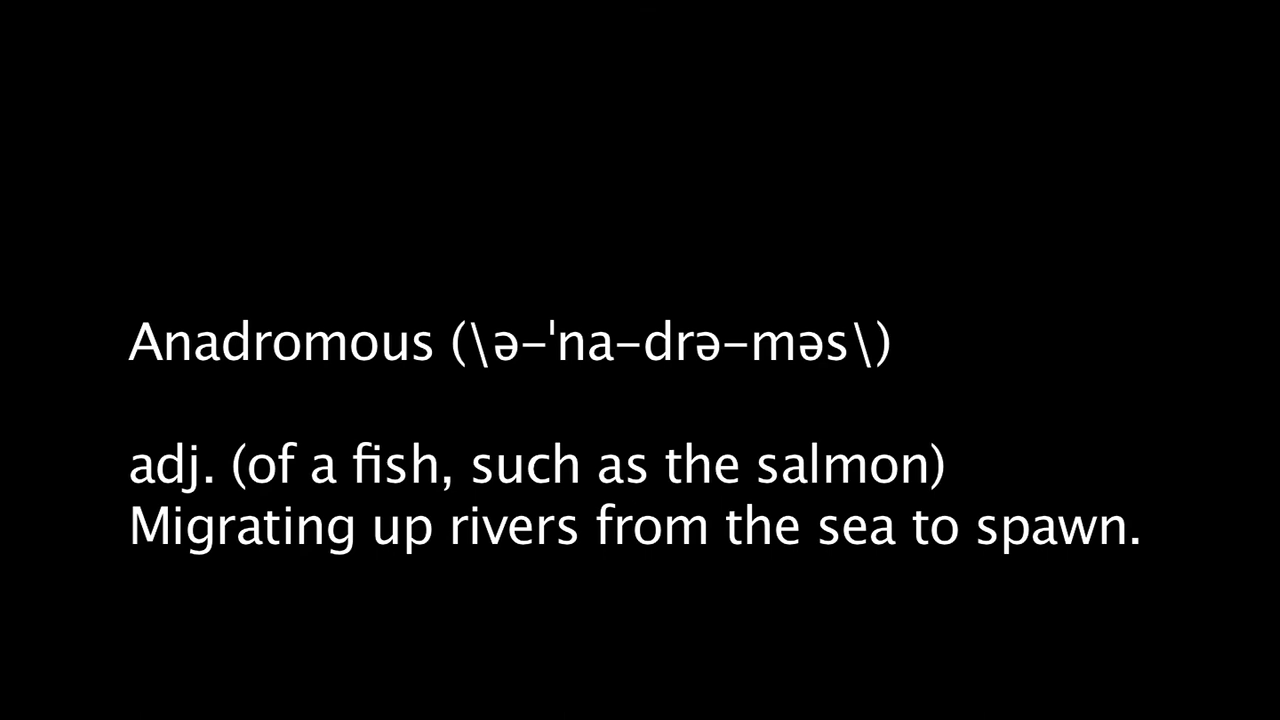 Anadromous (\ə-ˈna-drə-məs\)
adj. (of a fish, such as the salmon)
Migrating up rivers from the sea to spawn.